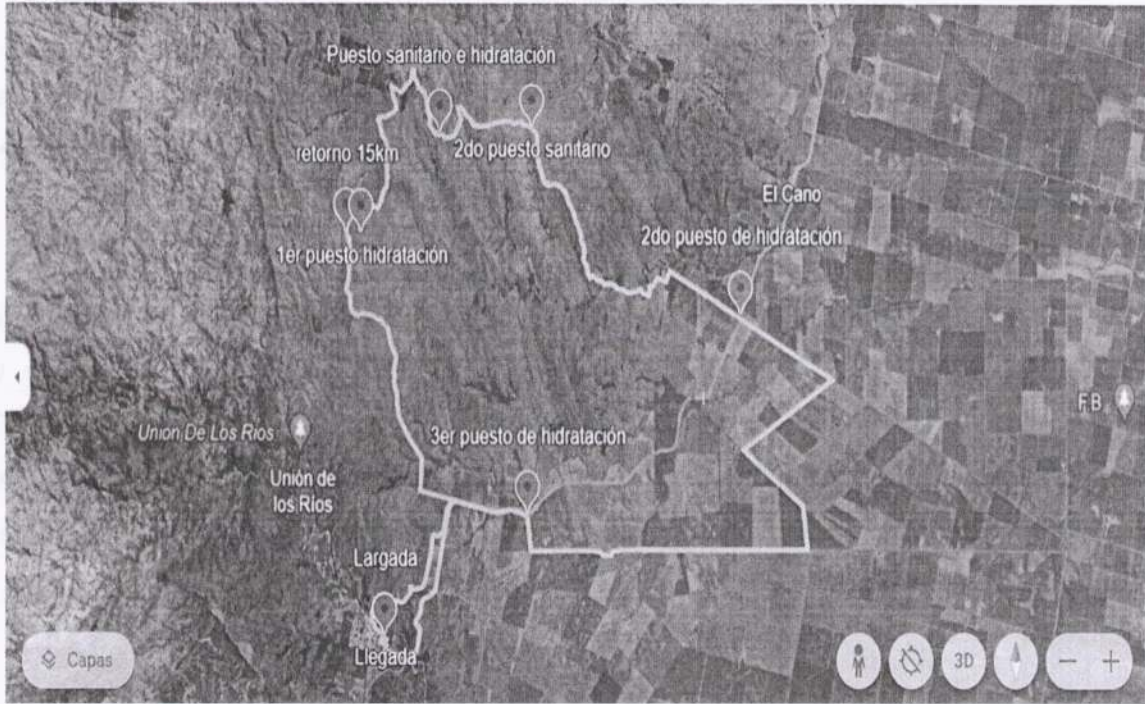 Puesto sanitario e hidratación
retorno 15km
2do puesto sanitario
El Cano
1er puesto hidratación
2do puesto de hidratación
F.B.
Union De Los Rios
3er puesto de hidratación
Unión de
los Ríos
Largada
Llegada
Capas
3D